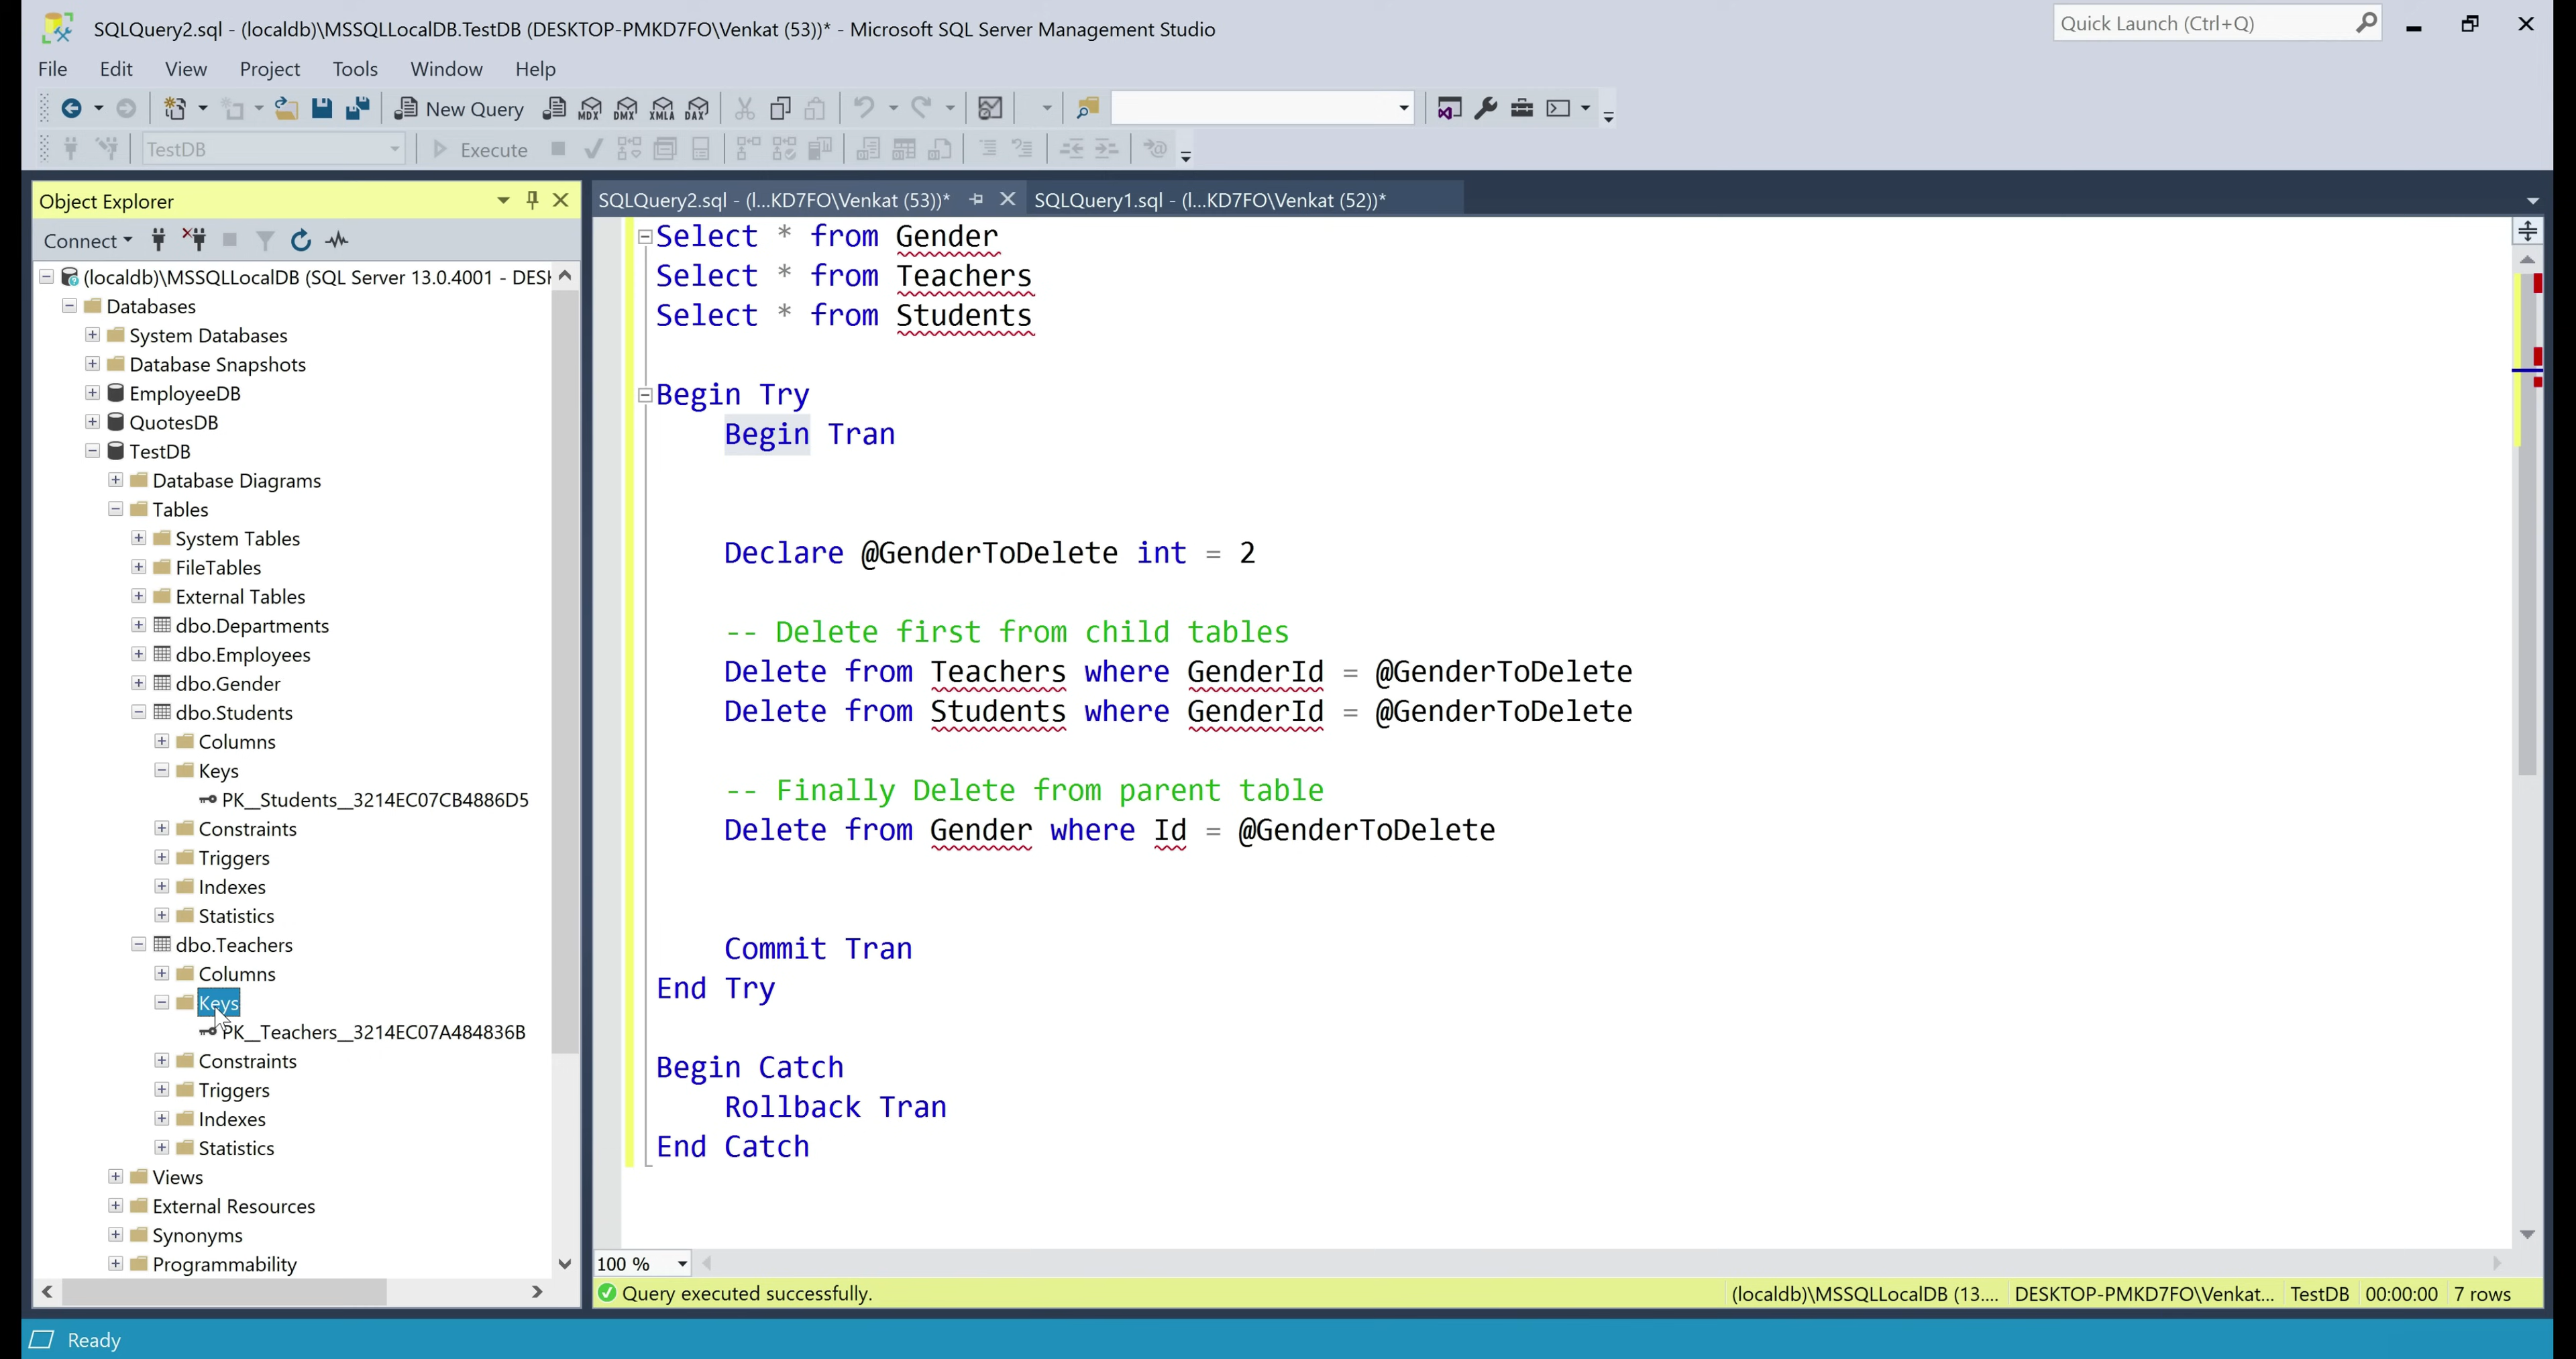 SQLQuery2.sql - (localdb)\MSSQLLocalDB.TestDB (DESKTOP-PMKD7FO\Venkat (53))* - Microsoft SQL Server Management Studio
Quick Launch (Ctrl+Q)
File Edit View Project Tools Window Help
New Query MDX DMX XMLA DAX
TestDB Execute
Object Explorer
Connect
(localdb)\MSSQLLocalDB (SQL Server 13.0.4001 - DESK
Databases
System Databases
Database Snapshots
EmployeeDB
QuotesDB
TestDB
Database Diagrams
Tables
System Tables
FileTables
External Tables
dbo.Departments
dbo.Employees
dbo.Gender
dbo.Students
Columns
Keys
PK__Students__3214EC07CB4886D5
Constraints
Triggers
Indexes
Statistics
dbo.Teachers
Columns
Keys
PK__Teachers__3214EC07A484836B
Constraints
Triggers
Indexes
Statistics
Views
External Resources
Synonyms
Programmability
SQLQuery2.sql - (l...KD7FO\Venkat (53))* SQLQuery1.sql - (l...KD7FO\Venkat (52))*
Select * from Gender
Select * from Teachers
Select * from Students
Begin Try
Begin Tran
Declare @GenderToDelete int = 2
-- Delete first from child tables
Delete from Teachers where GenderId = @GenderToDelete
Delete from Students where GenderId = @GenderToDelete
-- Finally Delete from parent table
Delete from Gender where Id = @GenderToDelete
Commit Tran
End Try
Begin Catch
Rollback Tran
End Catch
100 %
Query executed successfully. (localdb)\MSSQLLocalDB (13.... DESKTOP-PMKD7FO\Venkat... TestDB 00:00:00 7 rows
Ready